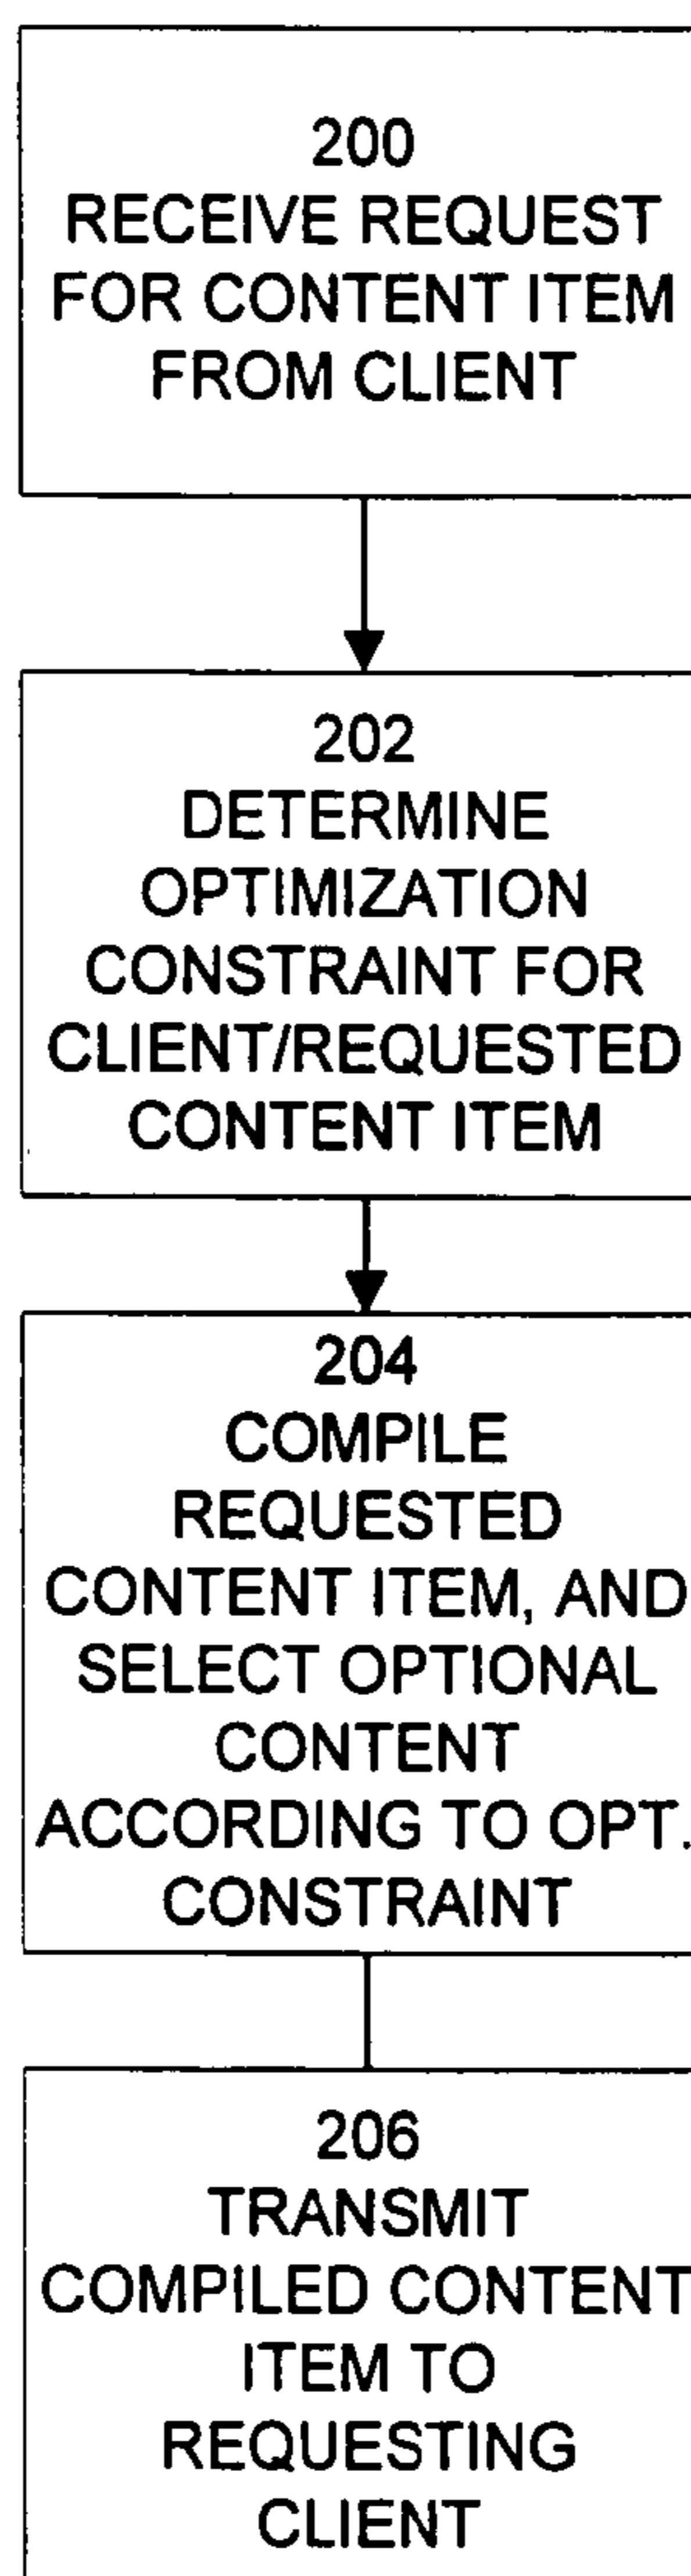 200
RECEIVE REQUEST
FOR CONTENT ITEM
FROM CLIENT
202
DETERMINE
OPTIMIZATION
CONSTRAINT FOR
CLIENT/REQUESTED
CONTENT ITEM
204
COMPILE
REQUESTED
CONTENT ITEM, AND
SELECT OPTIONAL
CONTENT
ACCORDING TO OPT.
CONSTRAINT
206
TRANSMIT
COMPILED CONTENT
ITEM TO
REQUESTING
CLIENT